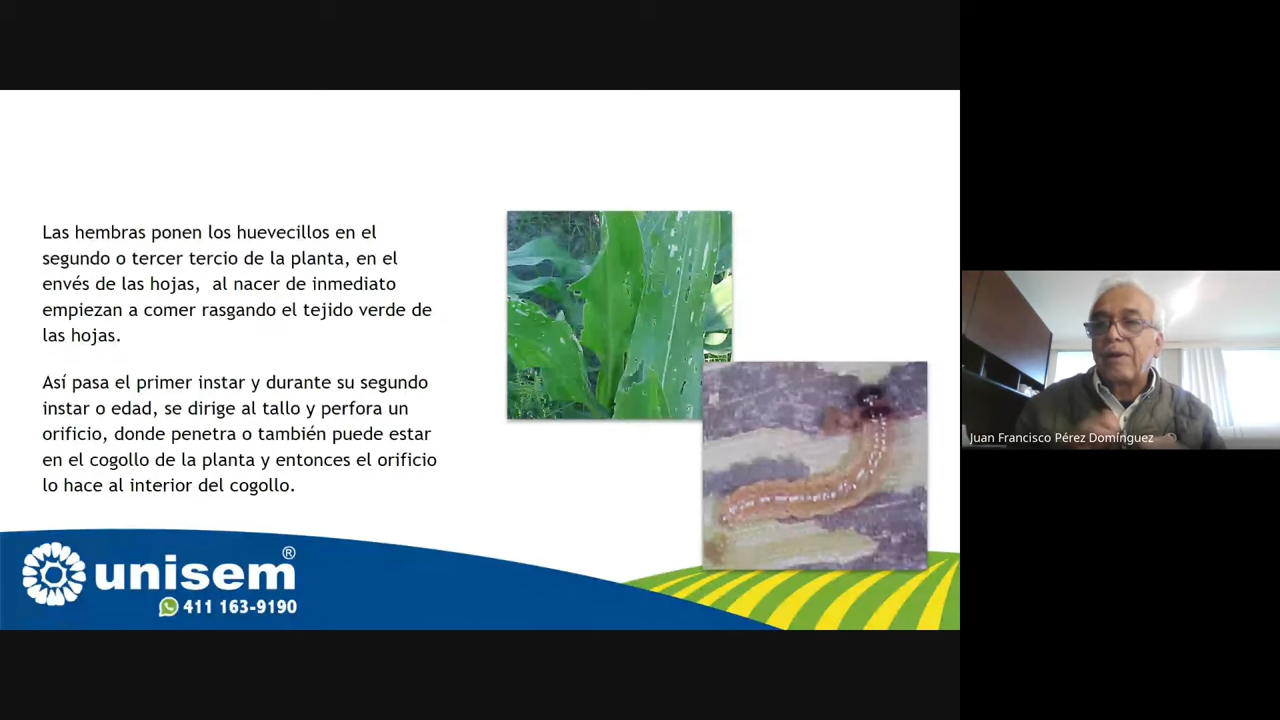 Las hembras ponen los huevecillos en el
segundo o tercer tercio de la planta, en el
envés de las hojas,  al nacer de inmediato
empiezan a comer rasgando el tejido verde de
las hojas.
Así pasa el primer instar y durante su segundo
instar o edad, se dirige al tallo y perfora un
orificio, donde penetra o también puede estar
en el cogollo de la planta y entonces el orificio
lo hace al interior del cogollo.
unisem®
411 163-9190
Juan Francisco Pérez Domínguez